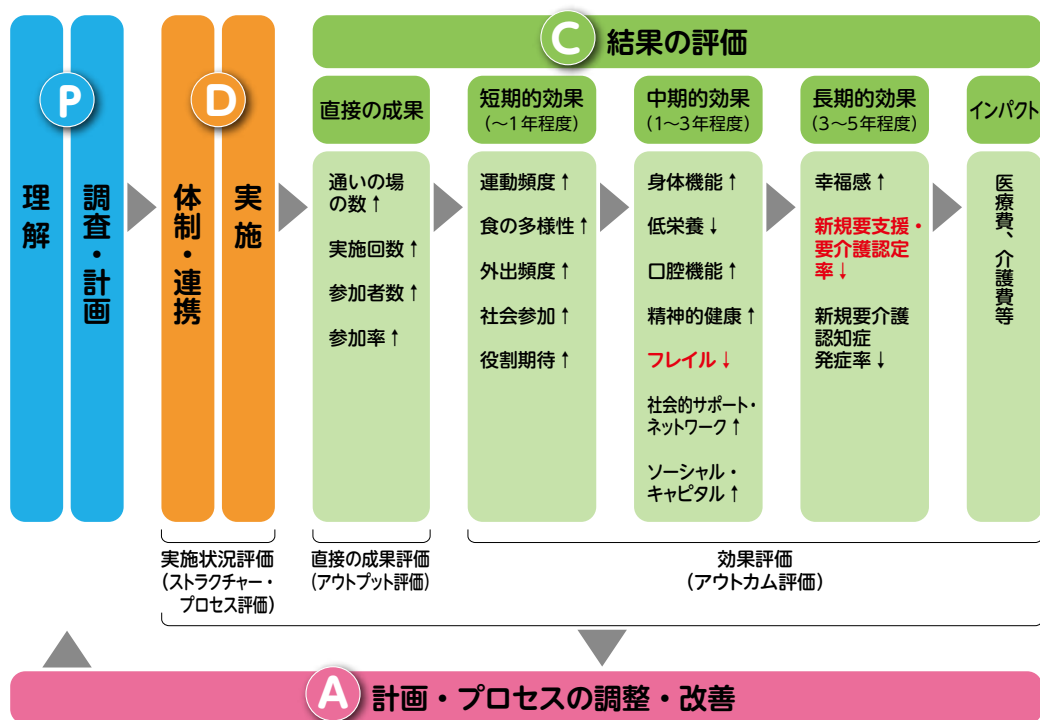 P
理解
調査・計画
D
体制・連携
実施
C 結果の評価
直接の成果
通いの場
の数↑
実施回数↑
参加者数↑
参加率↑
短期的効果
(～1年程度)
運動頻度↑
食の多様性↑
外出頻度↑
社会参加↑
役割期待↑
中期的効果
(1～3年程度)
身体機能↑
低栄養↓
口腔機能↑
精神的健康↑
フレイル↓
社会的サポート・
ネットワーク↑
ソーシャル・
キャピタル↑
長期的効果
(3～5年程度)
幸福感↑
新規要支援・
要介護認定
率↓
新規要介護
認知症
発症率↓
インパクト
医療費、介護費等
実施状況評価
(ストラクチャー・
プロセス評価)
直接の成果評価
(アウトプット評価)
効果評価
(アウトカム評価)
A 計画・プロセスの調整・改善